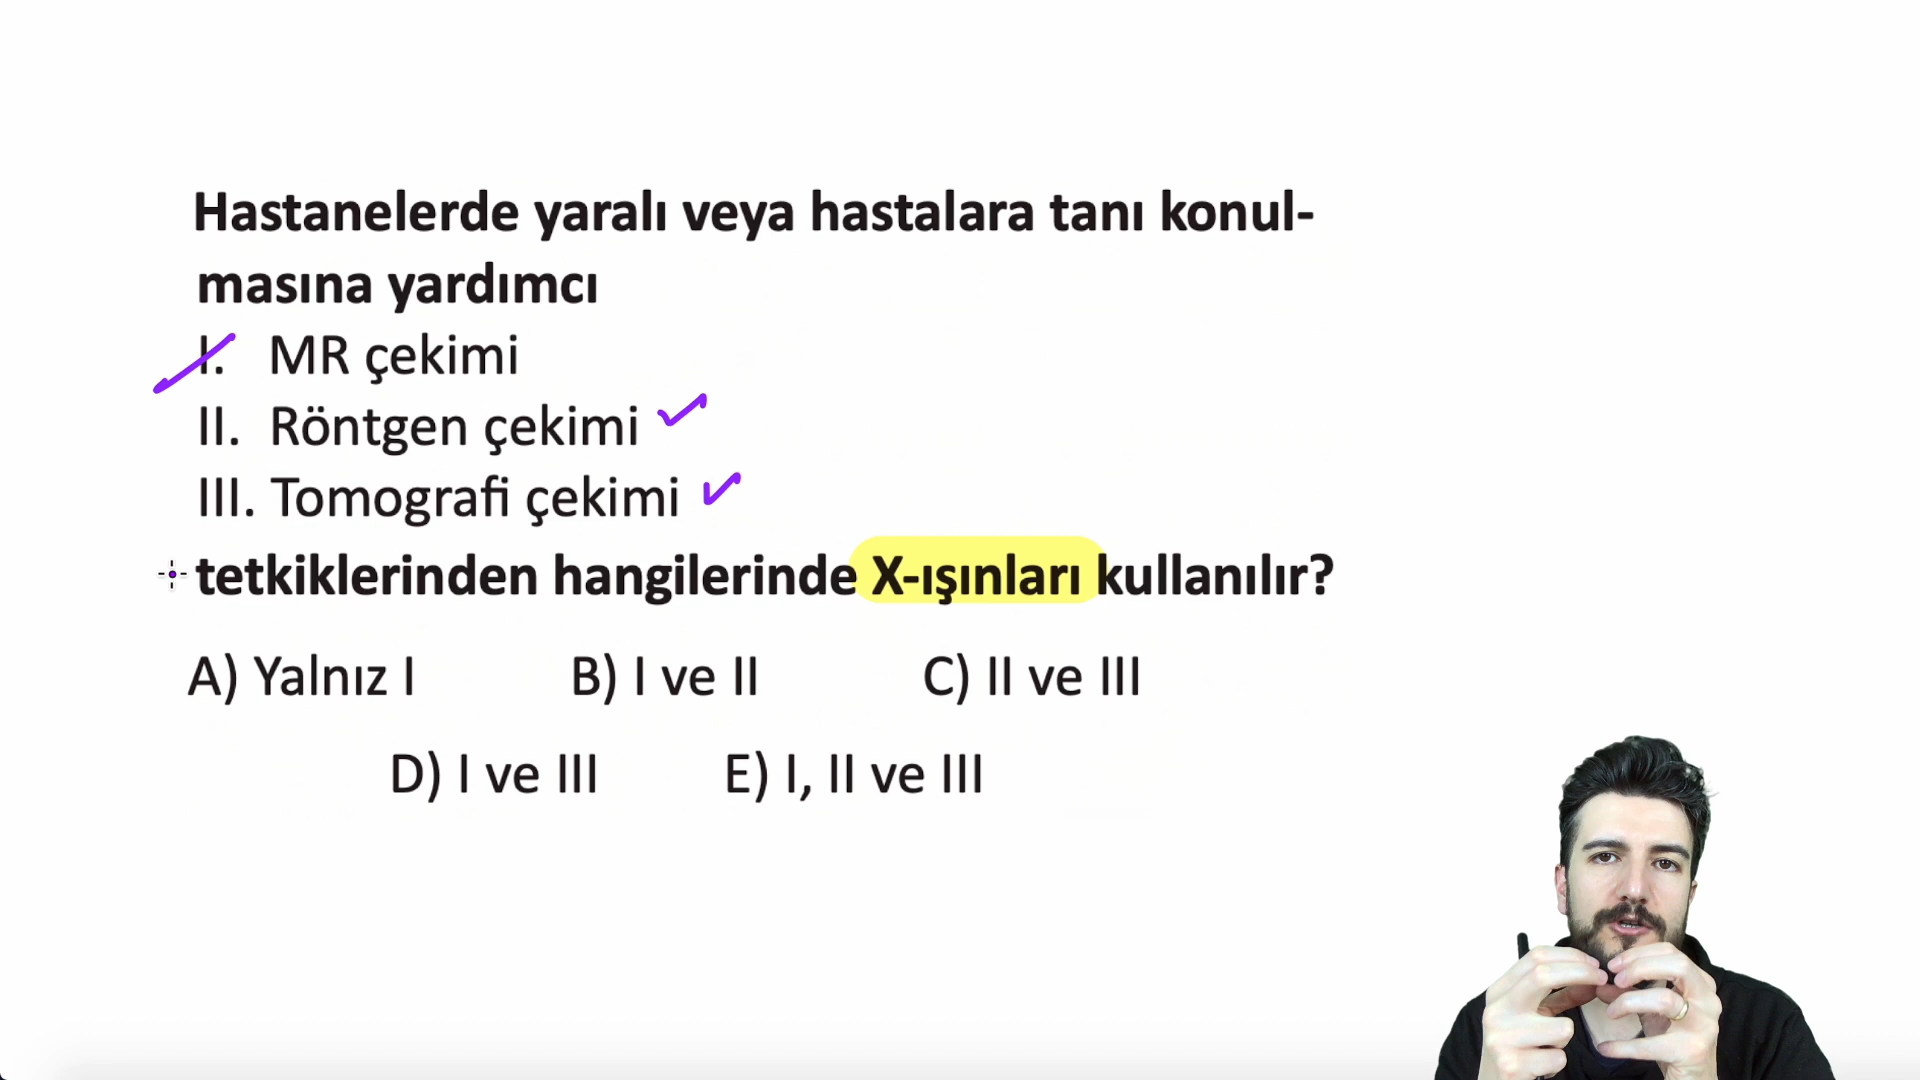 Hastanelerde yaralı veya hastalara tanı konul-
masına yardımcı
I. MR çekimi
II. Röntgen çekimi
III. Tomografi çekimi
tetkiklerinden hangilerinde X-ışınları kullanılır?
A) Yalnız I B) I ve II C) II ve III
D) I ve III E) I, II ve III